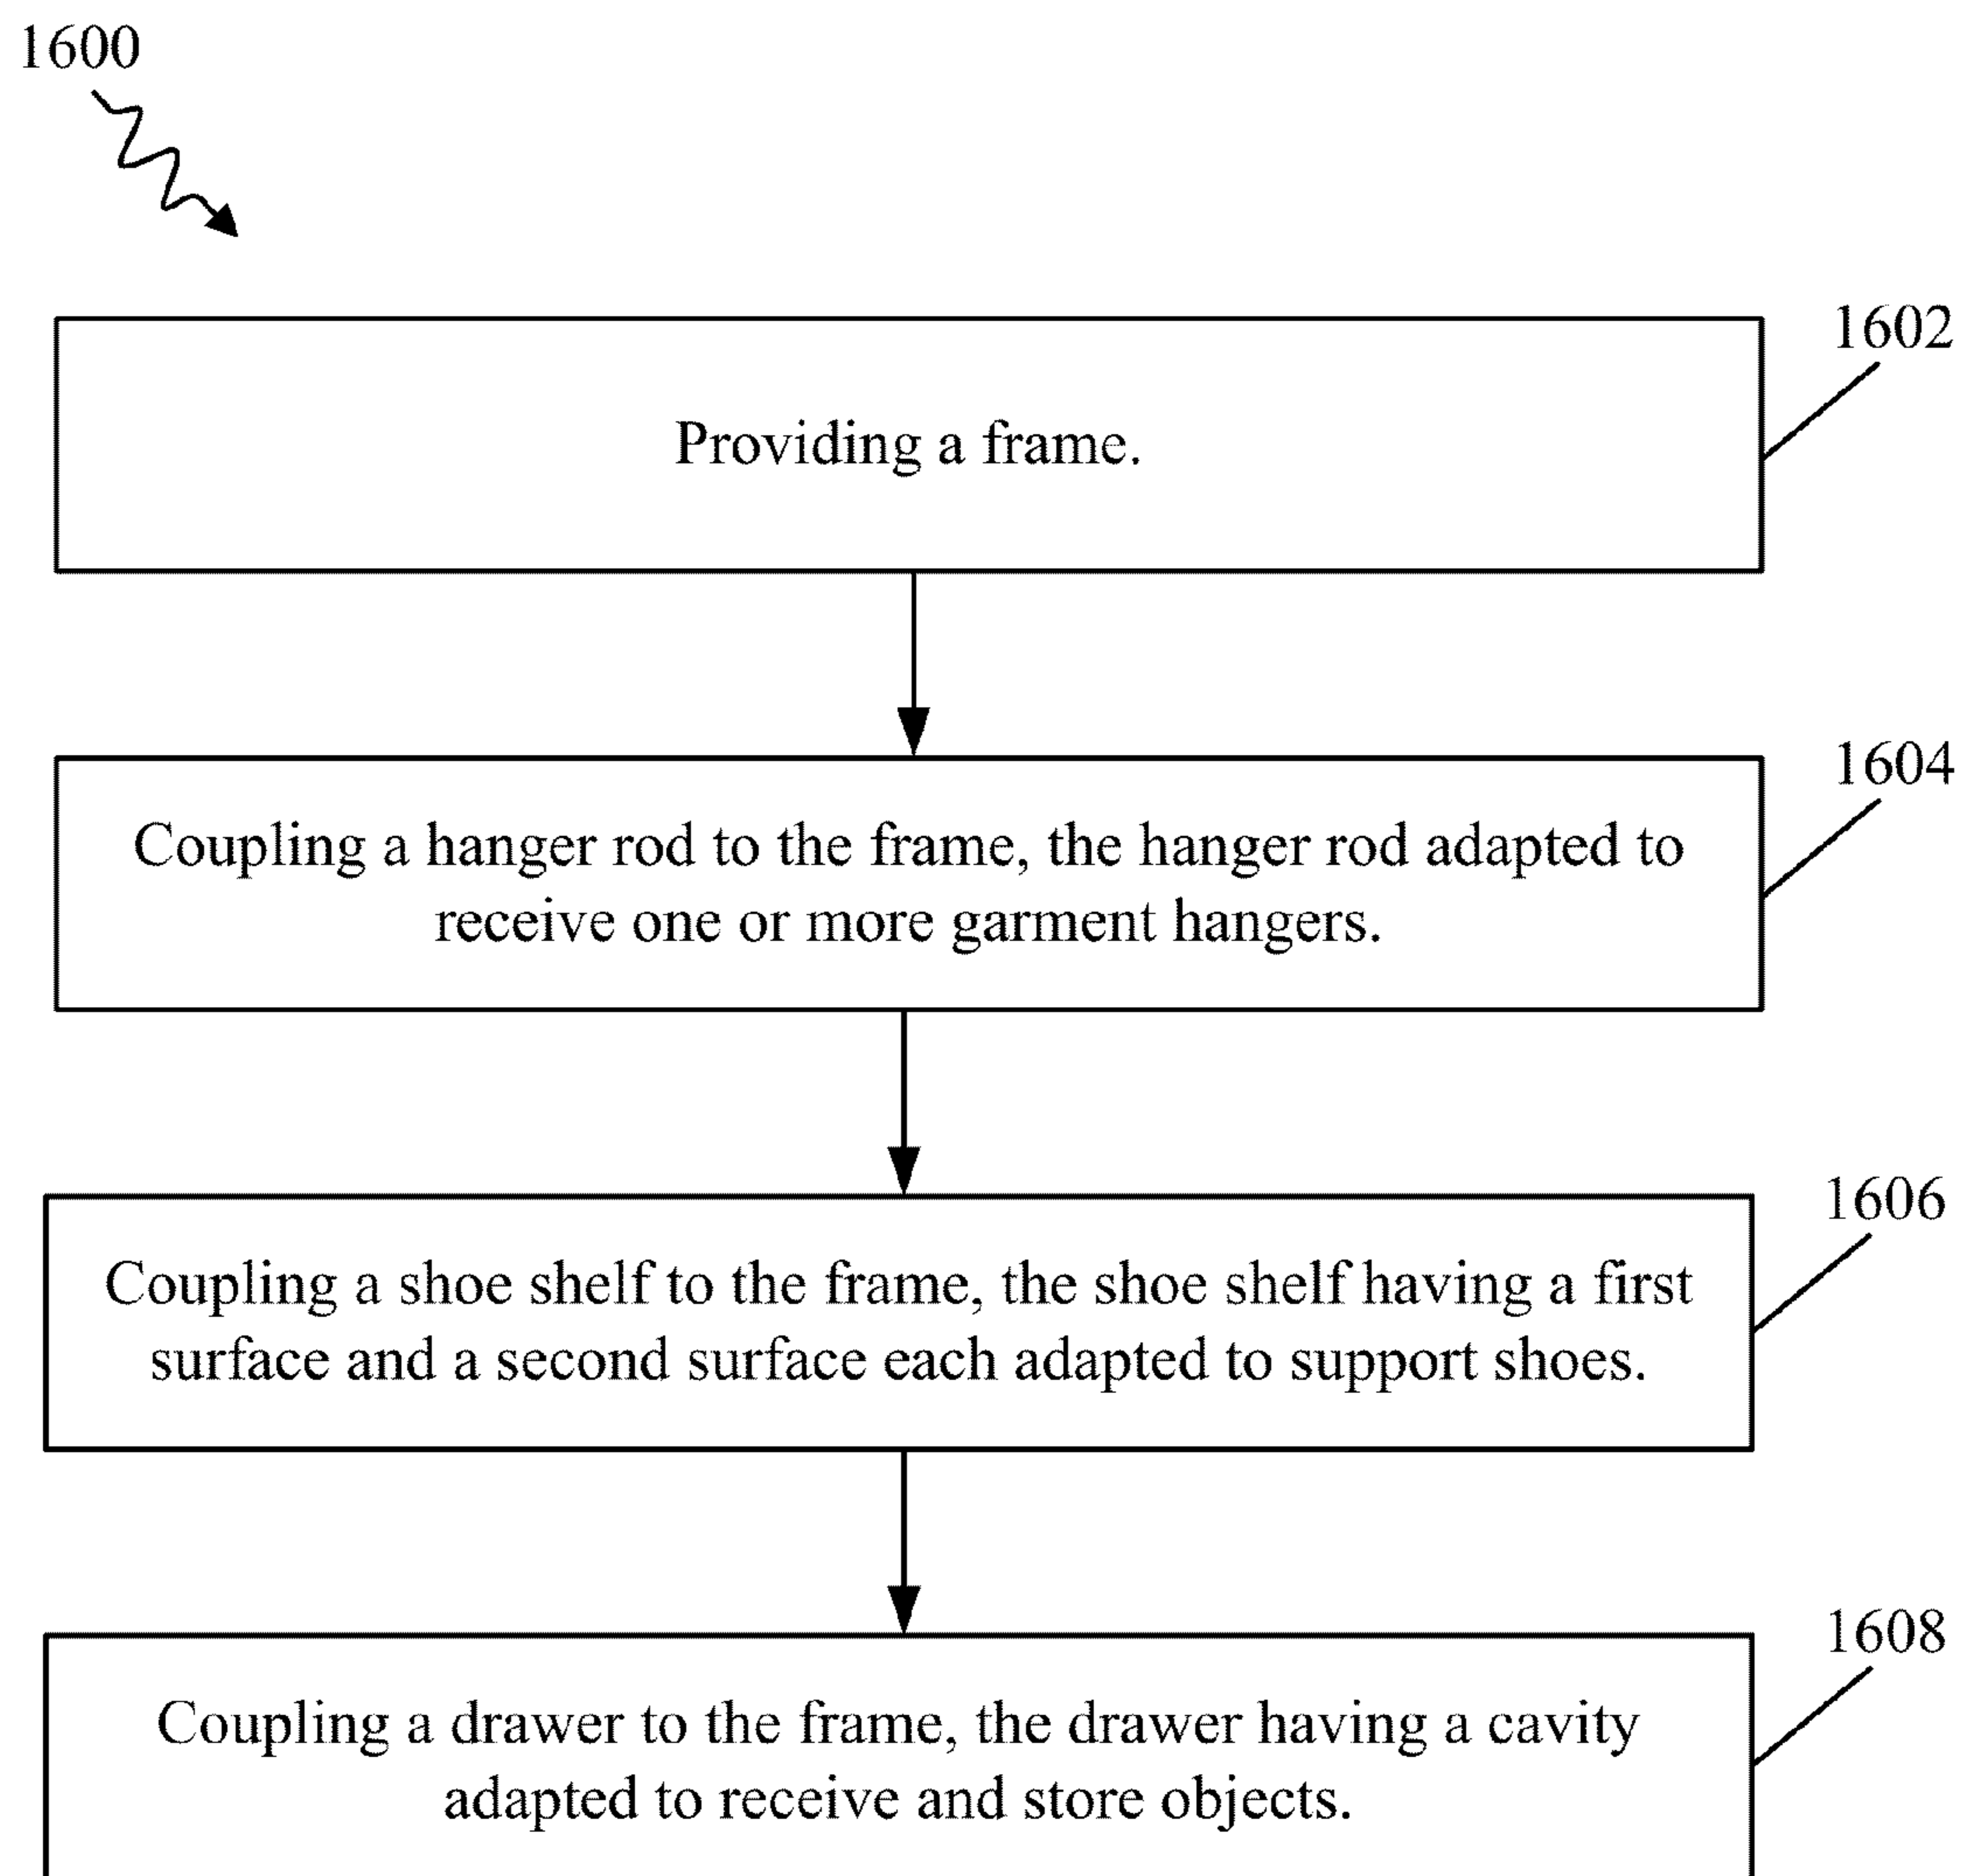 1600
1602
Providing a frame.
1604
Coupling a hanger rod to the frame, the hanger rod adapted to
receive one or more garment hangers.
1606
Coupling a shoe shelf to the frame, the shoe shelf having a first
surface and a second surface each adapted to support shoes.
1608
Coupling a drawer to the frame, the drawer having a cavity
adapted to receive and store objects.